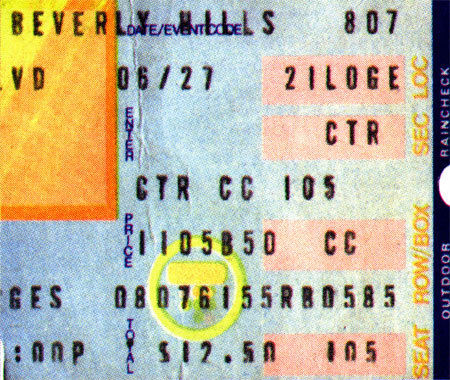 BEVERLY HILLS 807
DATE/EVENT CODE
LVD 06/27 21LOGE
ENTER
CTR
CTR CC 105
PRICE
1105B50 CC
GES 08076155RB0585
TOTAL
:00P $12.50 105
SEC LOC
ROW/BOX
SEAT
RAINCHECK
OUTDOOR